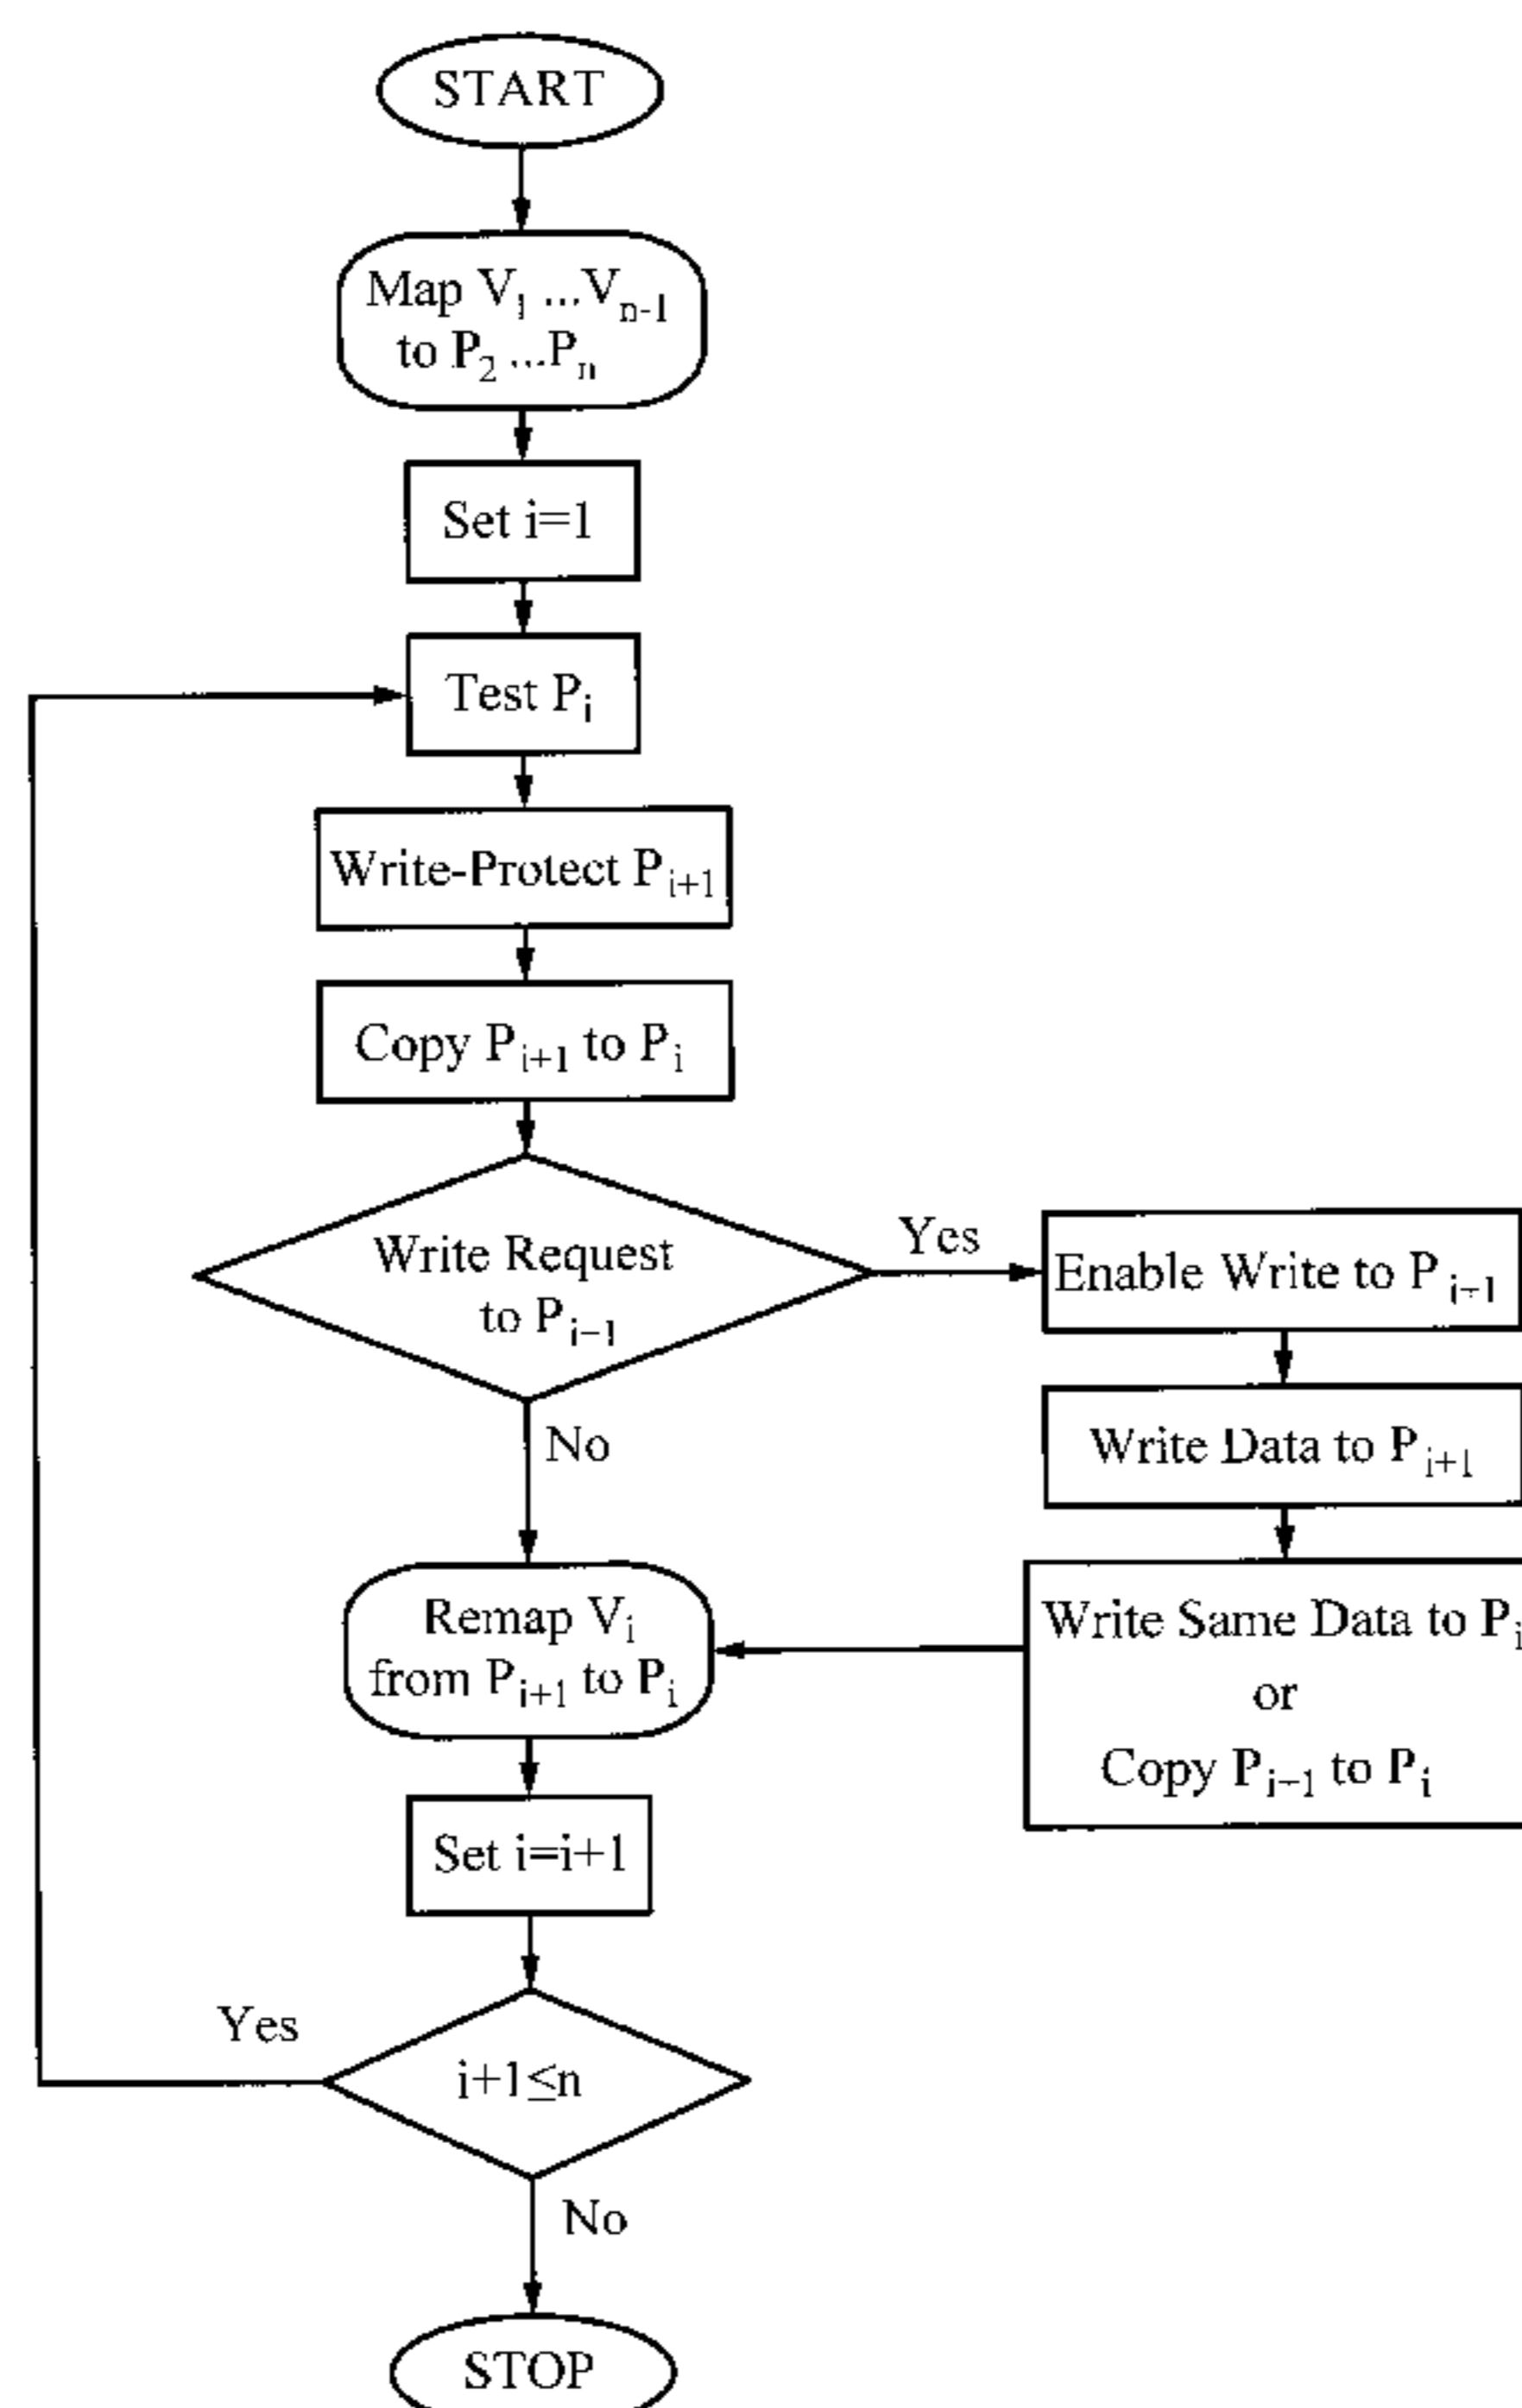 START
Map V₁ ...Vₙ₋₁
to P₂ ...Pₙ
Set i=1
Test Pᵢ
Write-Protect Pᵢ₊₁
Copy Pᵢ₊₁ to Pᵢ
Write Request
to Pᵢ₊₁
Yes
Enable Write to Pᵢ₊₁
No
Write Data to Pᵢ₊₁
Remap Vᵢ
from Pᵢ₊₁ to Pᵢ
Write Same Data to Pᵢ
or
Copy Pᵢ₊₁ to Pᵢ
Set i=i+1
Yes
i+1≤n
No
STOP